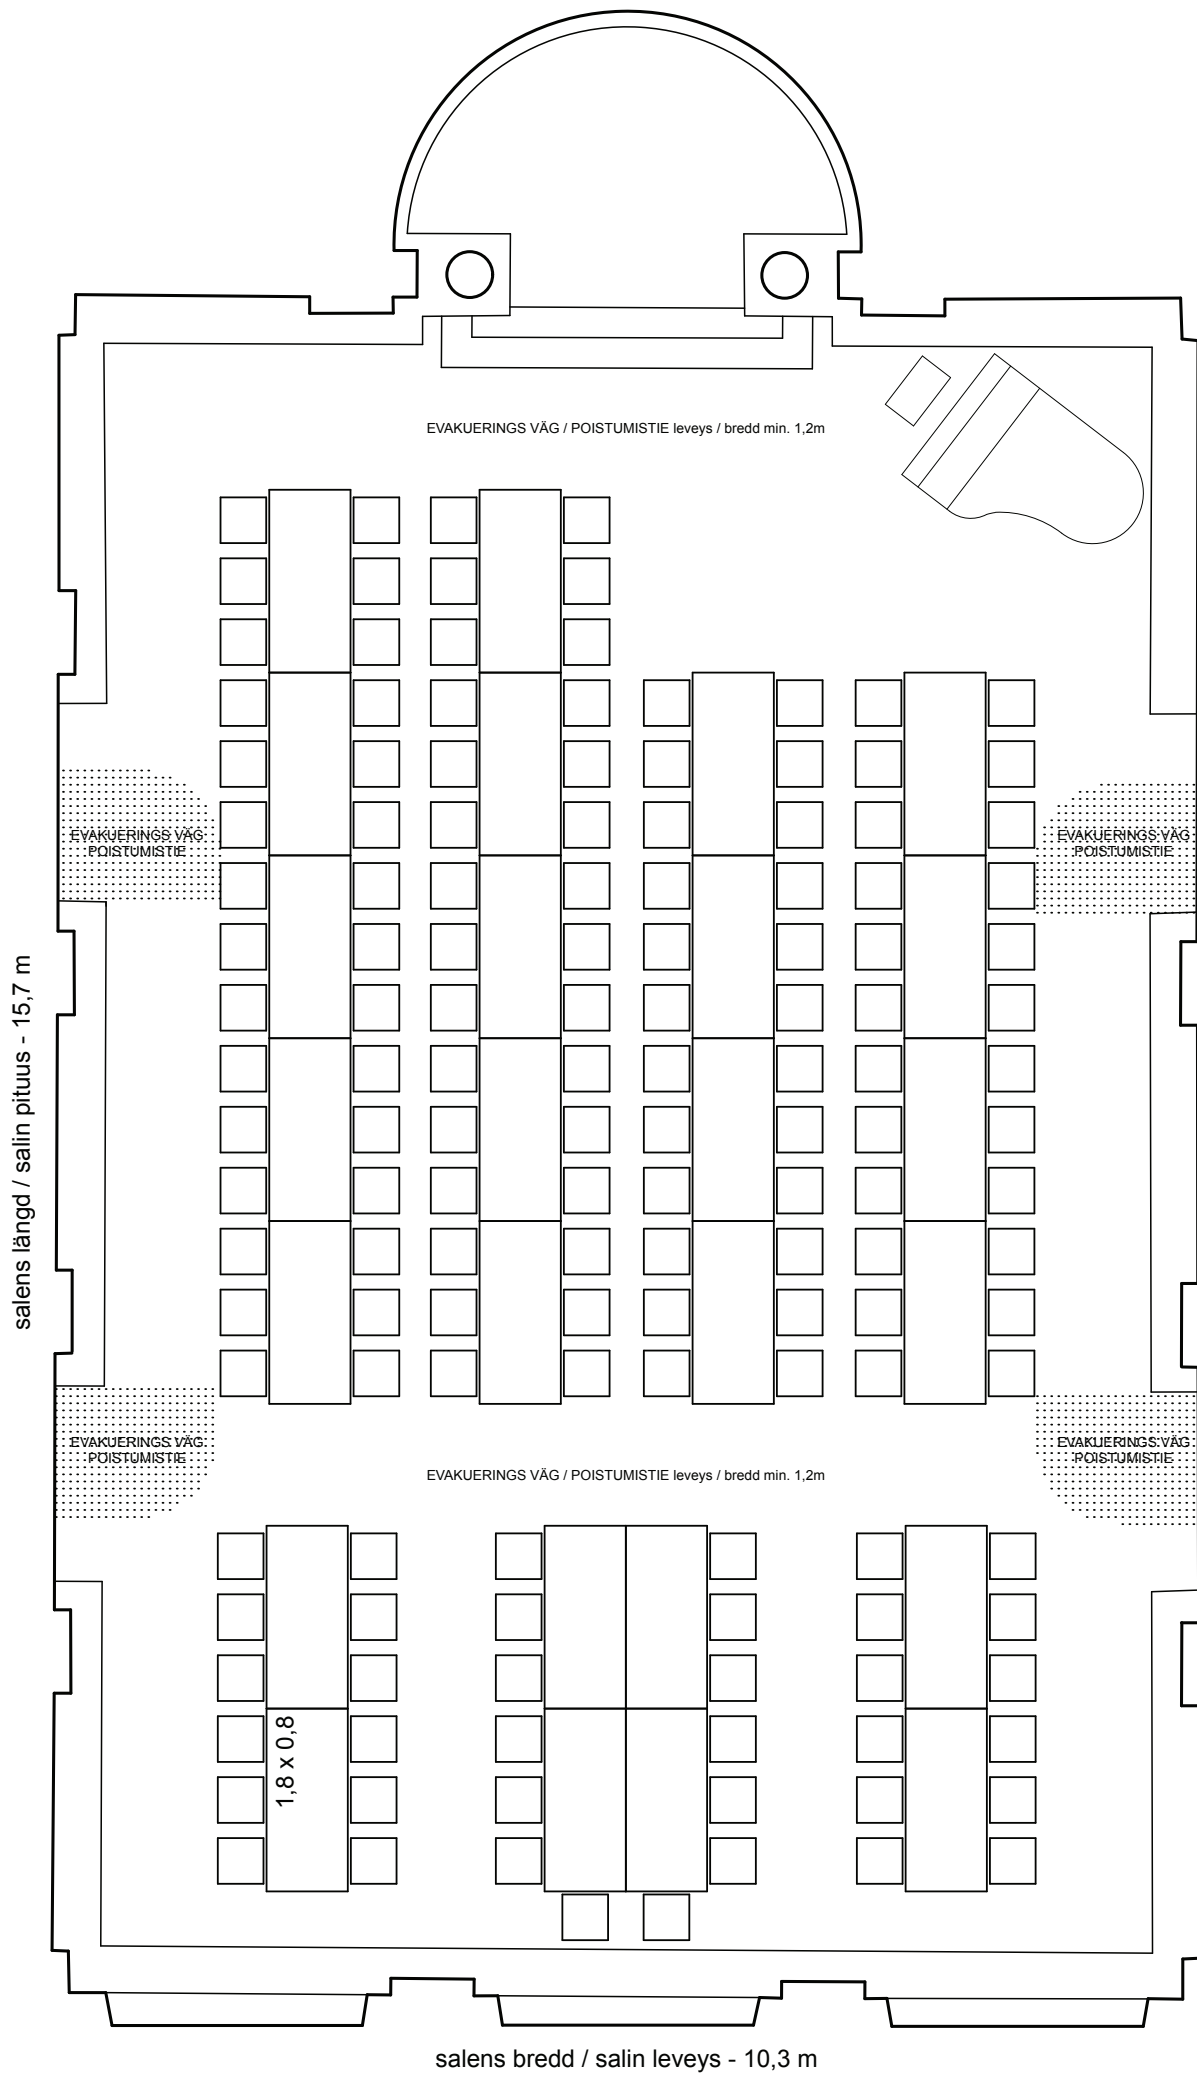 EVAKUERINGS VÄG / POISTUMISTIE leveys / bredd min. 1,2m
EVAKUERINGS VÄG
POISTUMISTIE
EVAKUERINGS VÄG
POISTUMISTIE
salens längd / salin pituus - 15,7 m
EVAKUERINGS VÄG
POISTUMISTIE
EVAKUERINGS VÄG / POISTUMISTIE leveys / bredd min. 1,2m
EVAKUERINGS VÄG
POISTUMISTIE
1,8 x 0,8
salens bredd / salin leveys - 10,3 m